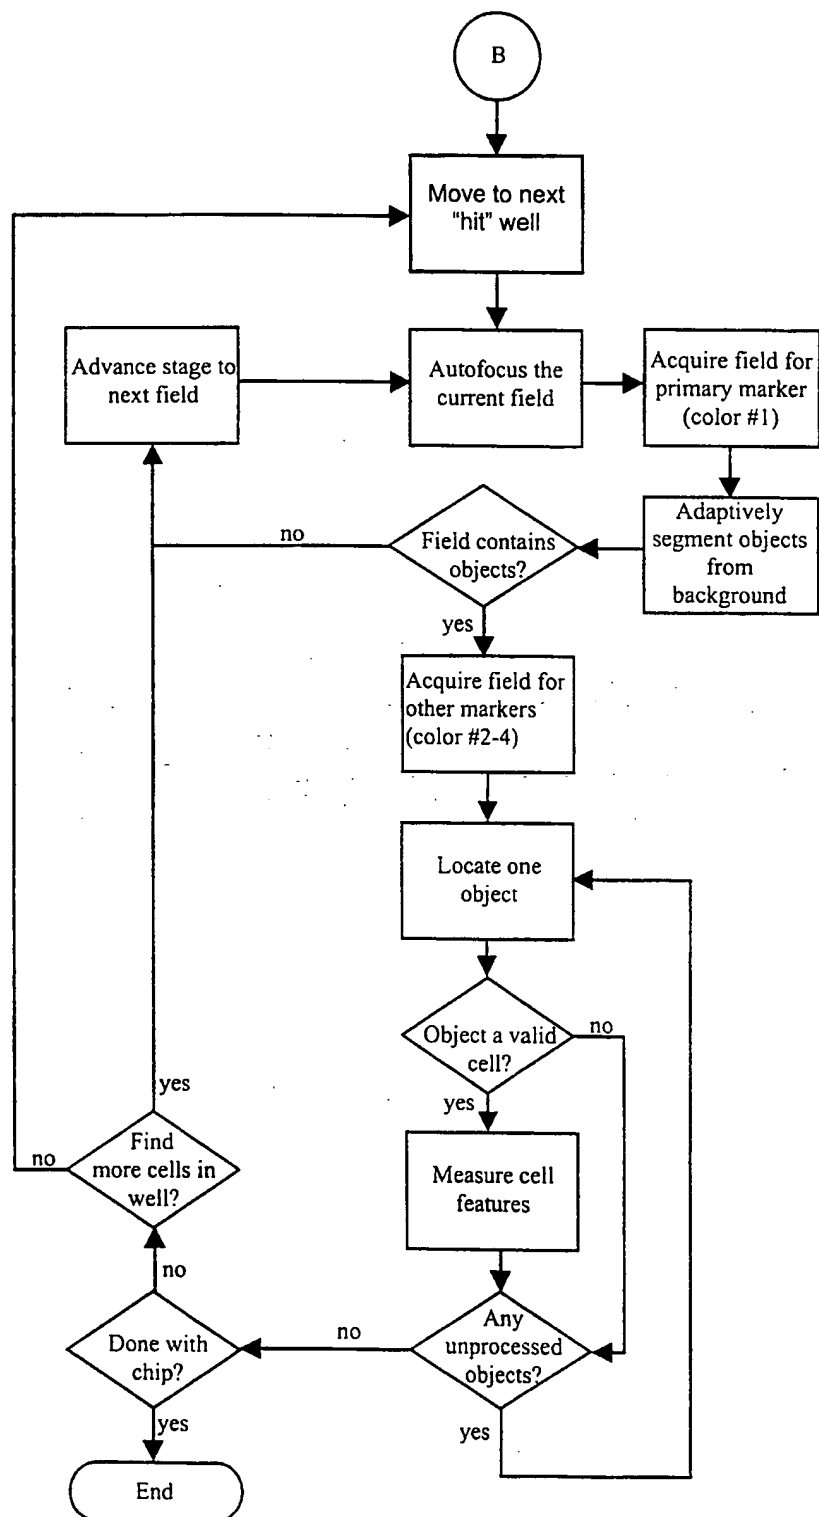 B
Move to next
"hit" well
Advance stage to
next field
Autofocus the
current field
Acquire field for
primary marker
(color #1)
Adaptively
segment objects
from
background
Field contains
objects?
no
yes
Acquire field for
other markers
(color #2-4)
Locate one
object
Object a valid
cell?
no
yes
Measure cell
features
Any
unprocessed
objects?
yes
no
Done with
chip?
no
yes
Find
more cells in
well?
yes
no
End